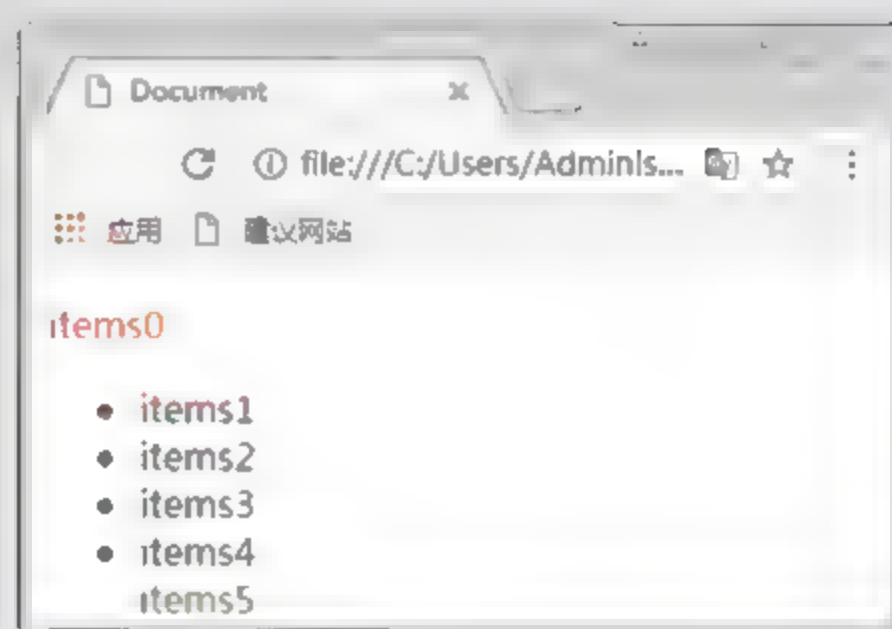 Document
file:///C:/Users/Adminis...
应用 建议网站
items0
items1
items2
items3
items4
items5